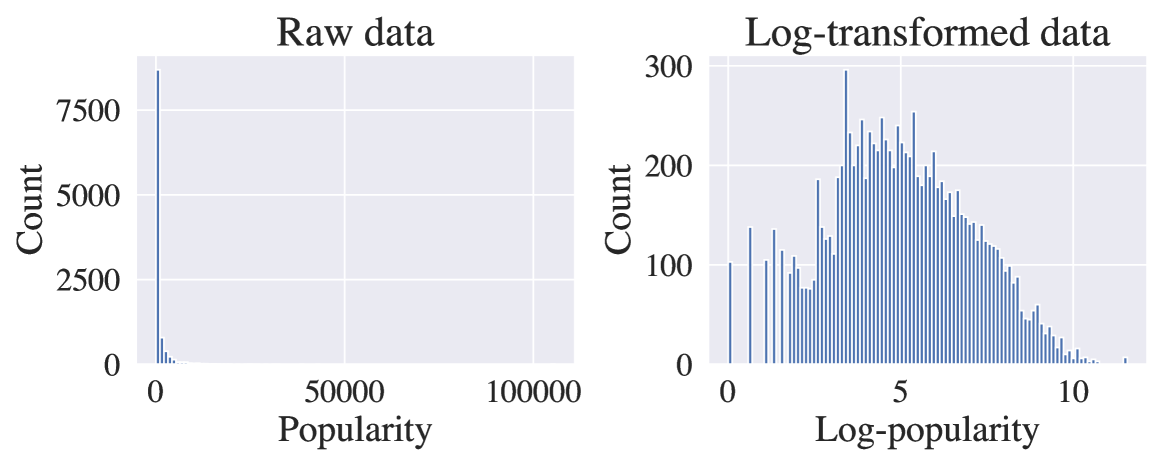 Raw data
7500
5000
2500
0
Count
0 50000 100000
Popularity
Log-transformed data
300
200
100
0
Count
0 5 10
Log-popularity